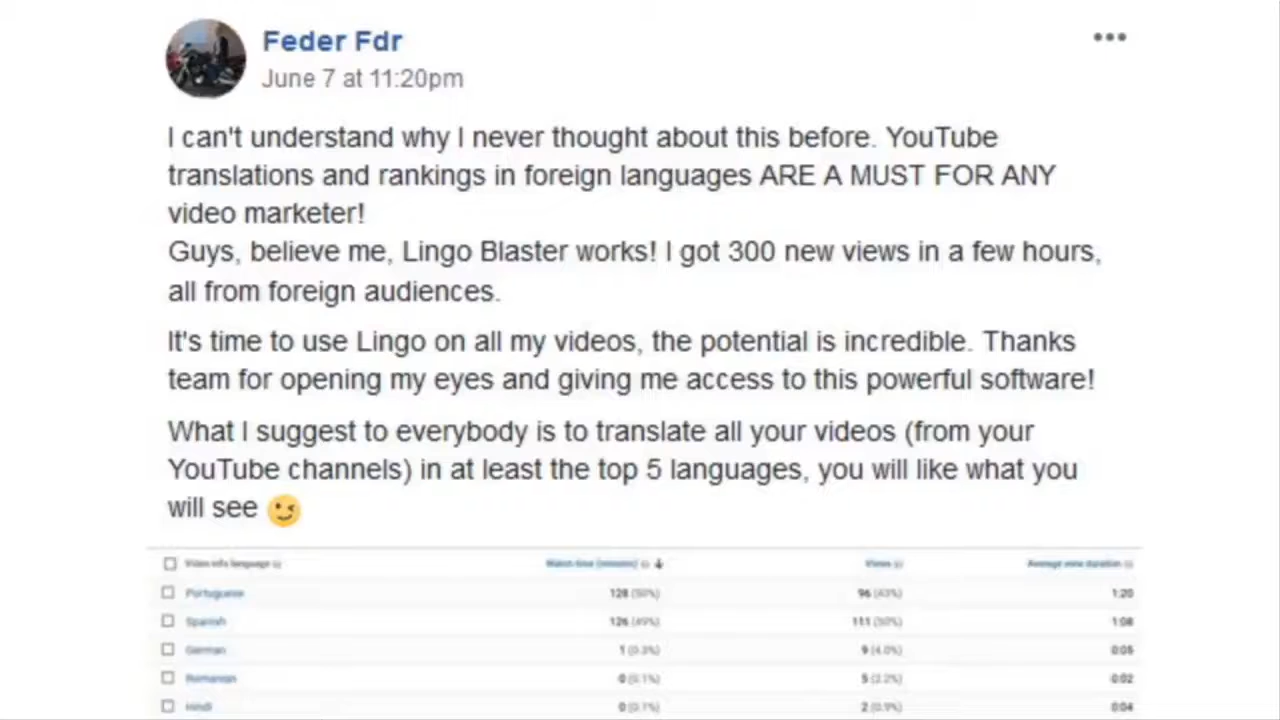 Feder Fdr
June 7 at 11:20pm
I can't understand why I never thought about this before. YouTube
translations and rankings in foreign languages ARE A MUST FOR ANY
video marketer!
Guys, believe me, Lingo Blaster works! I got 300 new views in a few hours,
all from foreign audiences.
It's time to use Lingo on all my videos, the potential is incredible. Thanks
team for opening my eyes and giving me access to this powerful software!
What I suggest to everybody is to translate all your videos (from your
YouTube channels) in at least the top 5 languages, you will like what you
will see 😉
Video info language Watch time (minutes) Views Average view duration
Portuguese 128 (50%) 96 (43%) 1:20
Spanish 126 (49%) 111 (50%) 1:08
German 1 (0.3%) 9 (4.0%) 0:05
Romanian 0 (0.1%) 5 (2.2%) 0:02
Hindi 0 (0.1%) 2 (0.9%) 0:04